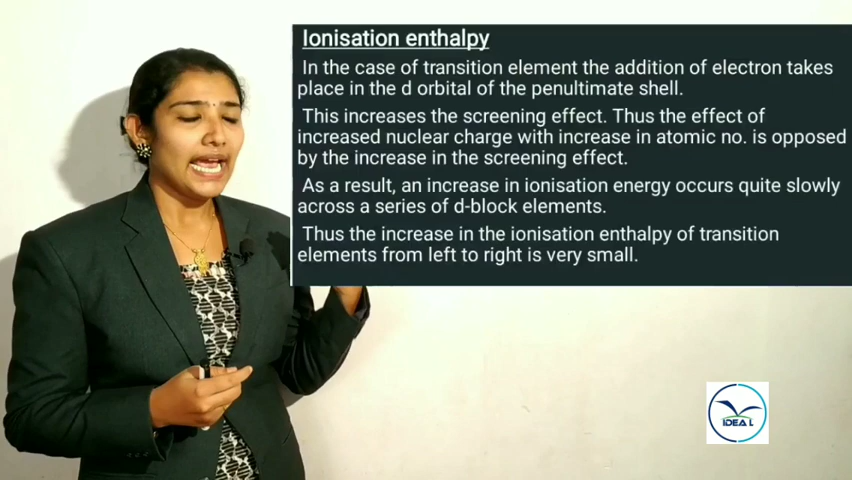 Ionisation enthalpy
In the case of transition element the addition of electron takes
place in the d orbital of the penultimate shell.
This increases the screening effect. Thus the effect of
increased nuclear charge with increase in atomic no. is opposed
by the increase in the screening effect.
As a result, an increase in ionisation energy occurs quite slowly
across a series of d-block elements.
Thus the increase in the ionisation enthalpy of transition
elements from left to right is very small.
IDEAL